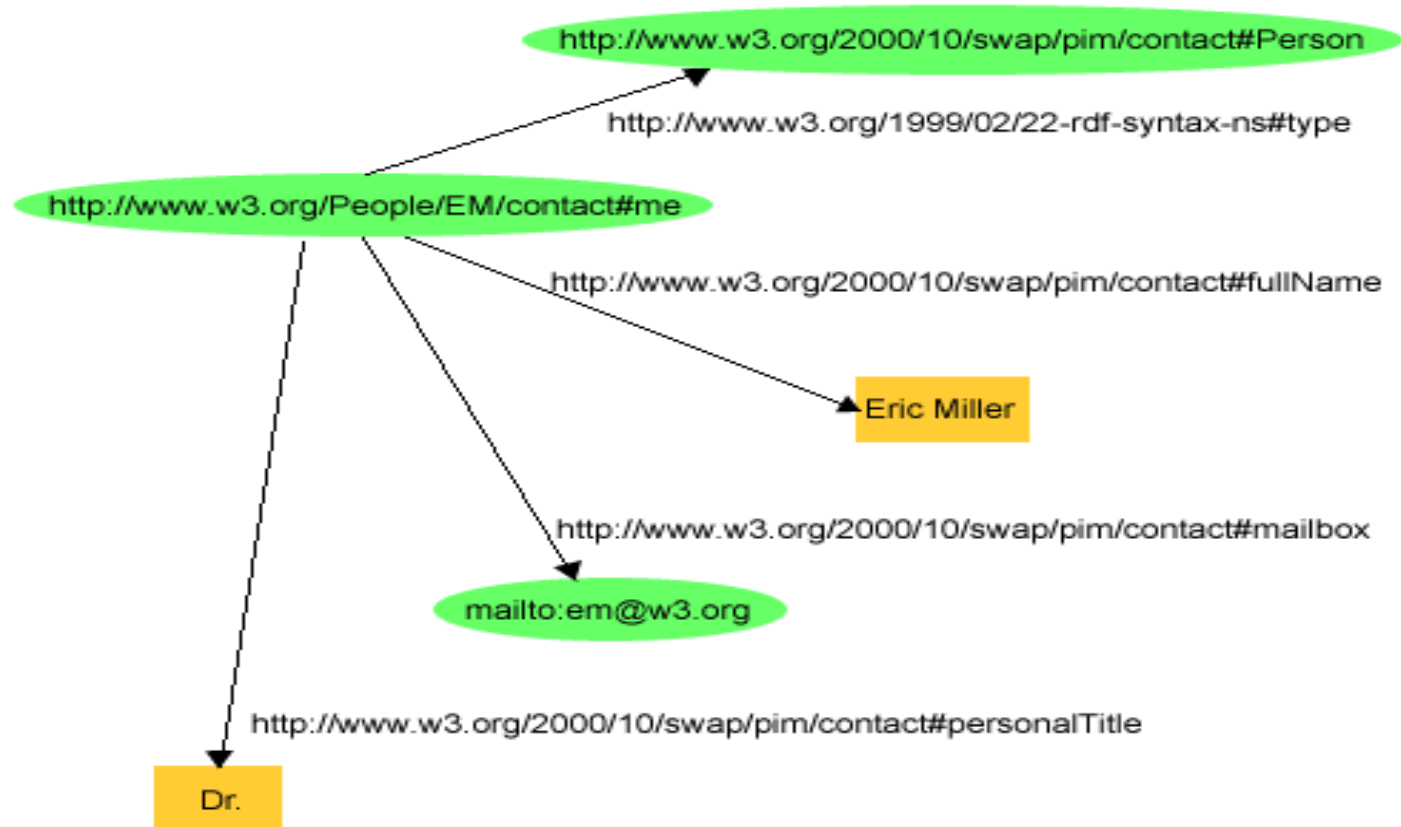 http://www.w3.org/2000/10/swap/pim/contact#Person
http://www.w3.org/1999/02/22-rdf-syntax-ns#type
http://www.w3.org/People/EM/contact#me
http://www.w3.org/2000/10/swap/pim/contact#fullName
Eric Miller
http://www.w3.org/2000/10/swap/pim/contact#mailbox
mailto:em@w3.org
http://www.w3.org/2000/10/swap/pim/contact#personalTitle
Dr.